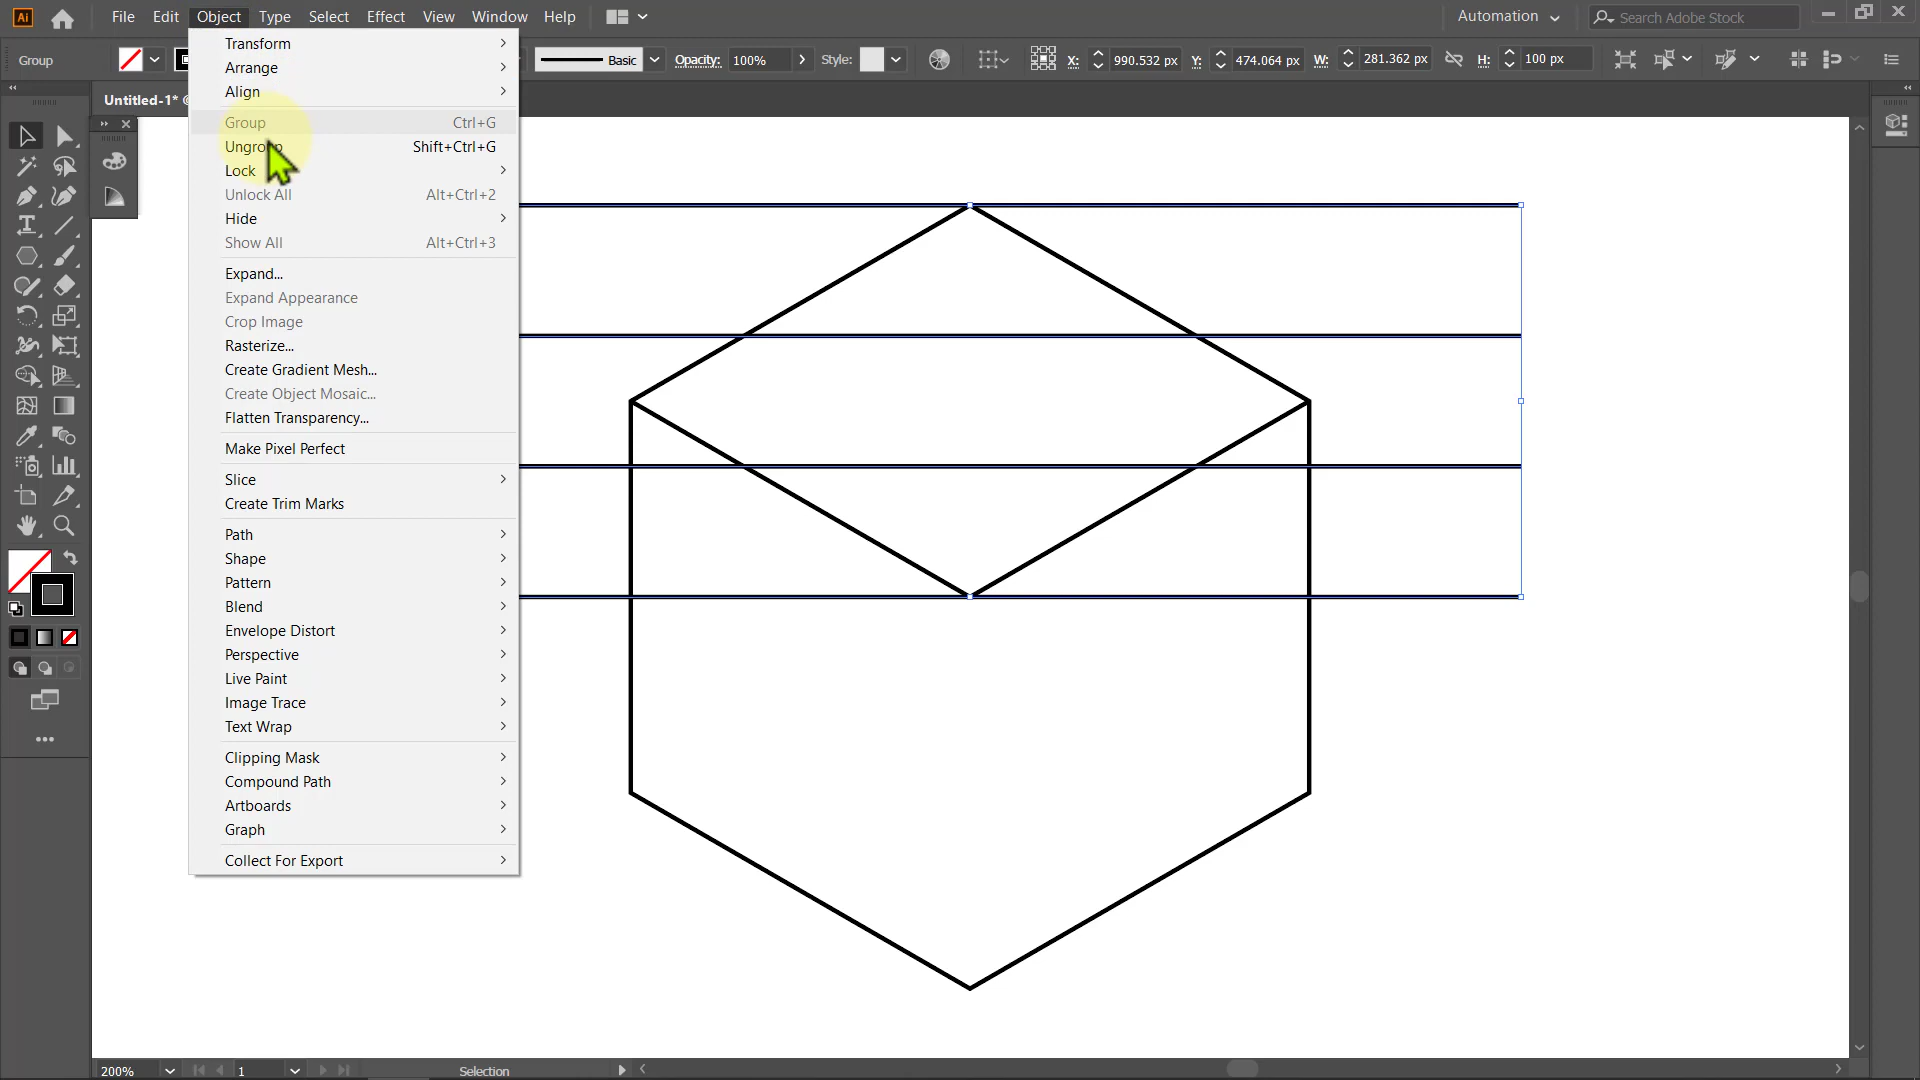 Ai File Edit Object Type Select Effect View Window Help Automation Search Adobe Stock
Group Basic Opacity: 100% Style: X: 990.532 px Y: 474.064 px W: 281.362 px H: 100 px
Untitled-1*
Transform
Arrange
Align
Group Ctrl+G
Ungroup Shift+Ctrl+G
Lock
Unlock All Alt+Ctrl+2
Hide
Show All Alt+Ctrl+3
Expand...
Expand Appearance
Crop Image
Rasterize...
Create Gradient Mesh...
Create Object Mosaic...
Flatten Transparency...
Make Pixel Perfect
Slice
Create Trim Marks
Path
Shape
Pattern
Blend
Envelope Distort
Perspective
Live Paint
Image Trace
Text Wrap
Clipping Mask
Compound Path
Artboards
Graph
Collect For Export
200% 1 Selection